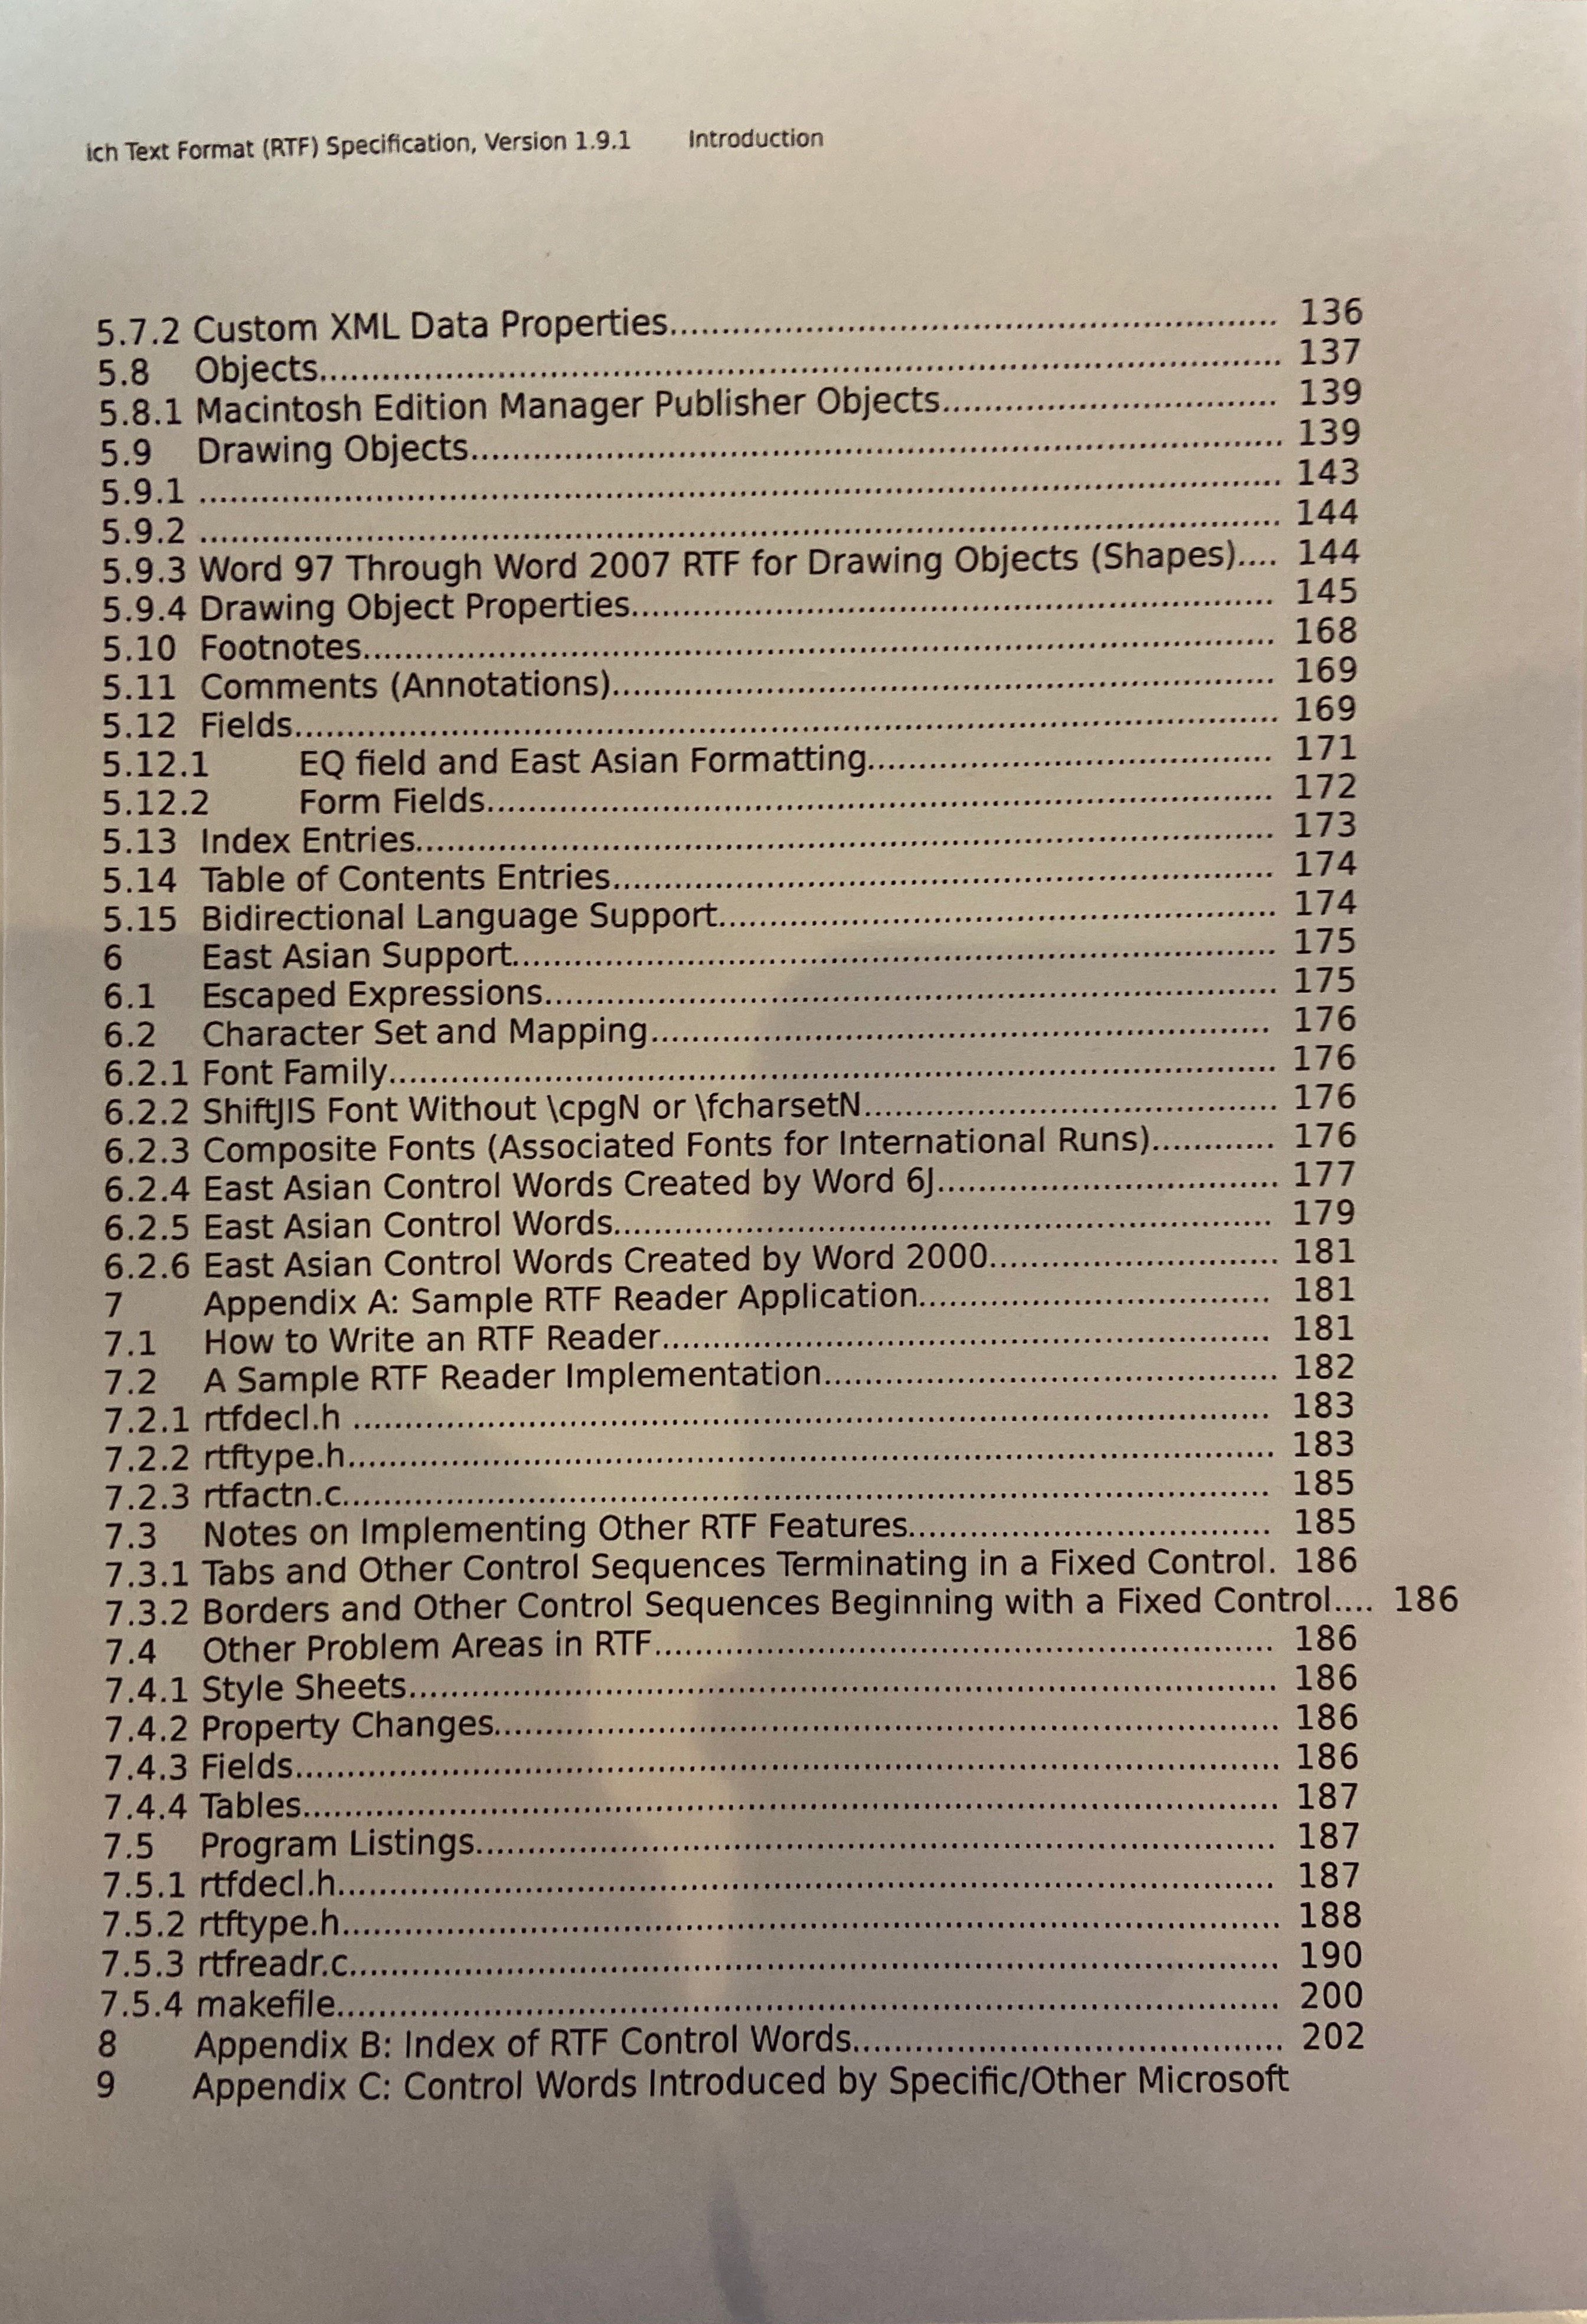 ich Text Format (RTF) Specification, Version 1.9.1 Introduction
5.7.2 Custom XML Data Properties........................................................... 136
5.8 Objects............................................................................................ 137
5.8.1 Macintosh Edition Manager Publisher Objects................................ 139
5.9 Drawing Objects.............................................................................. 139
5.9.1 ........................................................................................................ 143
5.9.2 ........................................................................................................ 144
5.9.3 Word 97 Through Word 2007 RTF for Drawing Objects (Shapes).... 144
5.9.4 Drawing Object Properties.............................................................. 145
5.10 Footnotes........................................................................................ 168
5.11 Comments (Annotations)................................................................ 169
5.12 Fields............................................................................................... 169
5.12.1 EQ field and East Asian Formatting....................................... 171
5.12.2 Form Fields............................................................................ 172
5.13 Index Entries................................................................................... 173
5.14 Table of Contents Entries................................................................ 174
5.15 Bidirectional Language Support...................................................... 174
6 East Asian Support.......................................................................... 175
6.1 Escaped Expressions....................................................................... 175
6.2 Character Set and Mapping............................................................ 176
6.2.1 Font Family...................................................................................... 176
6.2.2 ShiftJIS Font Without \cpgN or \fcharsetN........................................ 176
6.2.3 Composite Fonts (Associated Fonts for International Runs)............ 176
6.2.4 East Asian Control Words Created by Word 6J................................. 177
6.2.5 East Asian Control Words................................................................ 179
6.2.6 East Asian Control Words Created by Word 2000............................ 181
7 Appendix A: Sample RTF Reader Application.................................. 181
7.1 How to Write an RTF Reader........................................................... 181
7.2 A Sample RTF Reader Implementation............................................ 182
7.2.1 rtfdecl.h ......................................................................................... 183
7.2.2 rtftype.h.......................................................................................... 183
7.2.3 rtfactn.c.......................................................................................... 185
7.3 Notes on Implementing Other RTF Features................................... 185
7.3.1 Tabs and Other Control Sequences Terminating in a Fixed Control. 186
7.3.2 Borders and Other Control Sequences Beginning with a Fixed Control.... 186
7.4 Other Problem Areas in RTF............................................................ 186
7.4.1 Style Sheets.................................................................................... 186
7.4.2 Property Changes............................................................................ 186
7.4.3 Fields............................................................................................... 186
7.4.4 Tables.............................................................................................. 187
7.5 Program Listings.............................................................................. 187
7.5.1 rtfdecl.h........................................................................................... 187
7.5.2 rtftype.h........................................................................................... 188
7.5.3 rtfreadr.c.......................................................................................... 190
7.5.4 makefile........................................................................................... 200
8 Appendix B: Index of RTF Control Words......................................... 202
9 Appendix C: Control Words Introduced by Specific/Other Microsoft